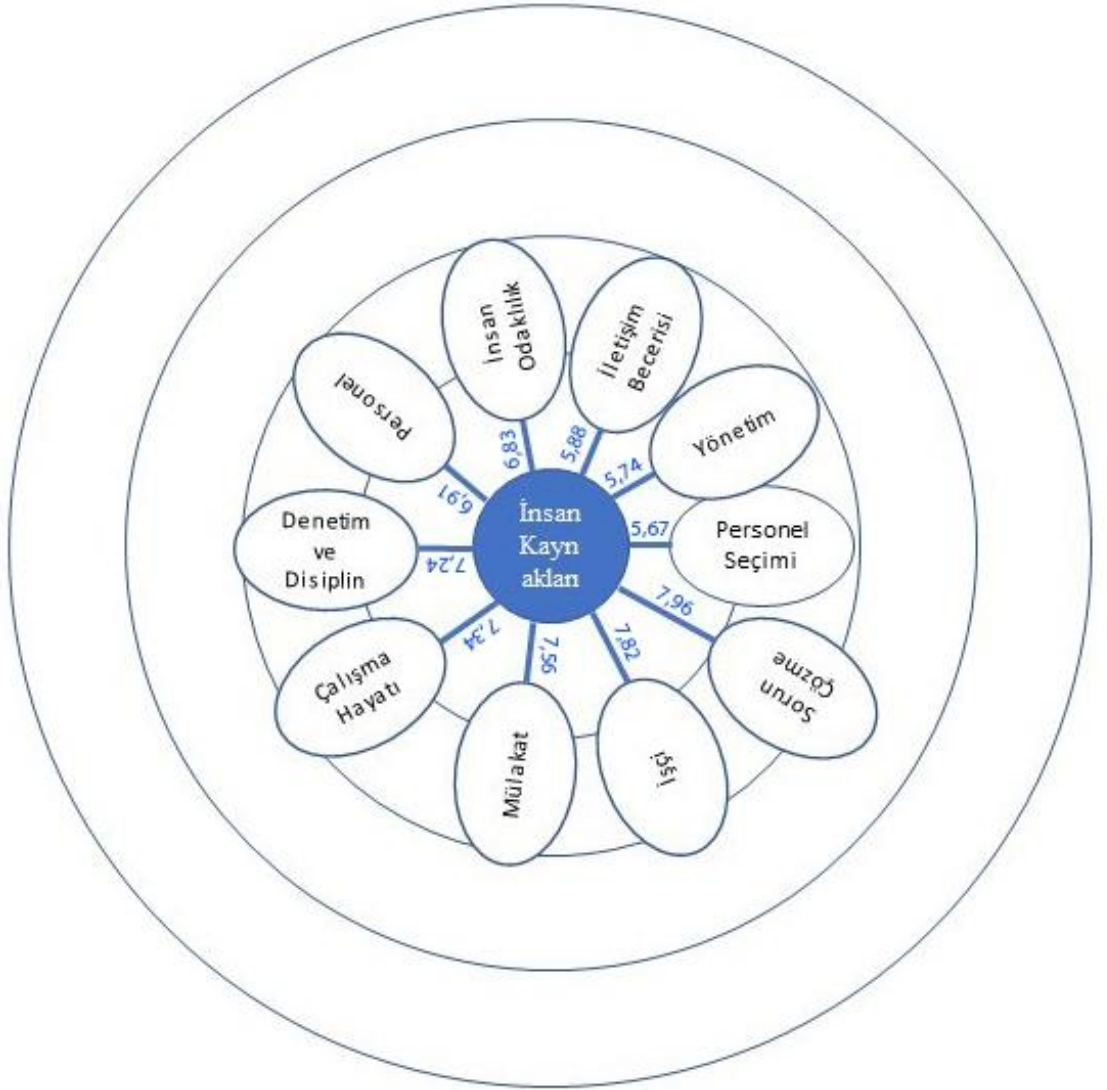 İnsan
Kayn
akları
İnsan
Odaklılık
6,83
İletişim
Becerisi
5,88
Yönetim
5,74
Personel
Seçimi
5,67
Sorun
Çözme
7,96
İşçi
7,82
Mülakat
7,56
Çalışma
Hayatı
7,34
Denetim
ve
Disiplin
7,24
Personel
6,91